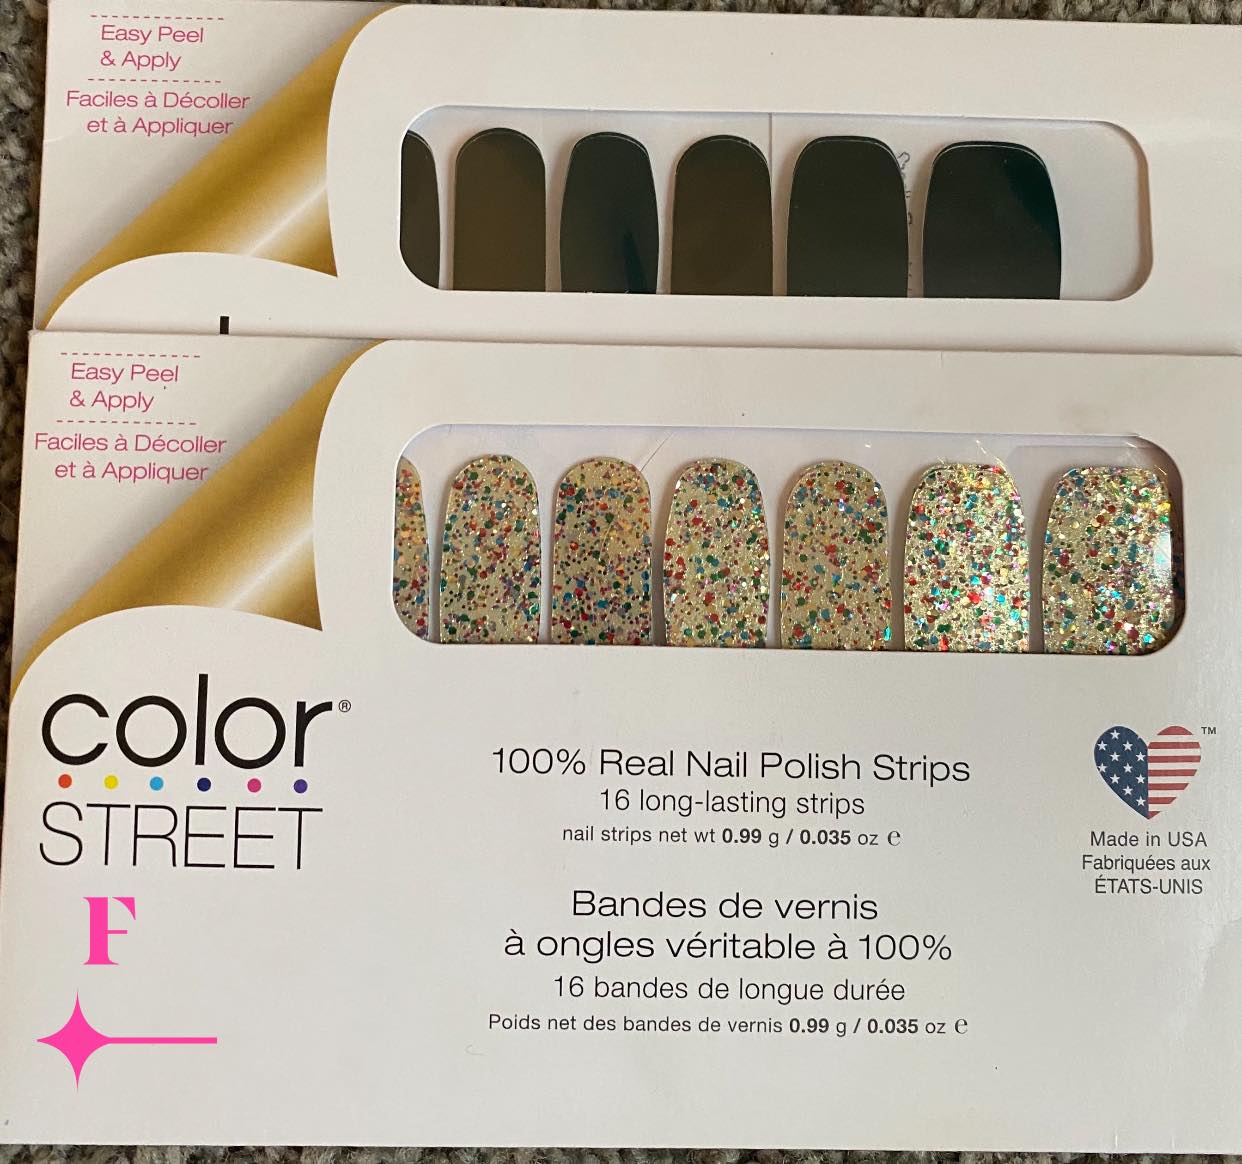 Easy Peel
& Apply
Faciles à Décoller
et à Appliquer
Easy Peel
& Apply
Faciles à Décoller
et à Appliquer
color®
STREET
F
100% Real Nail Polish Strips
16 long-lasting strips
nail strips net wt 0.99 g / 0.035 oz ℮
Bandes de vernis
à ongles véritable à 100%
16 bandes de longue durée
Poids net des bandes de vernis 0.99 g / 0.035 oz ℮
TM
Made in USA
Fabriquées aux
ÉTATS-UNIS